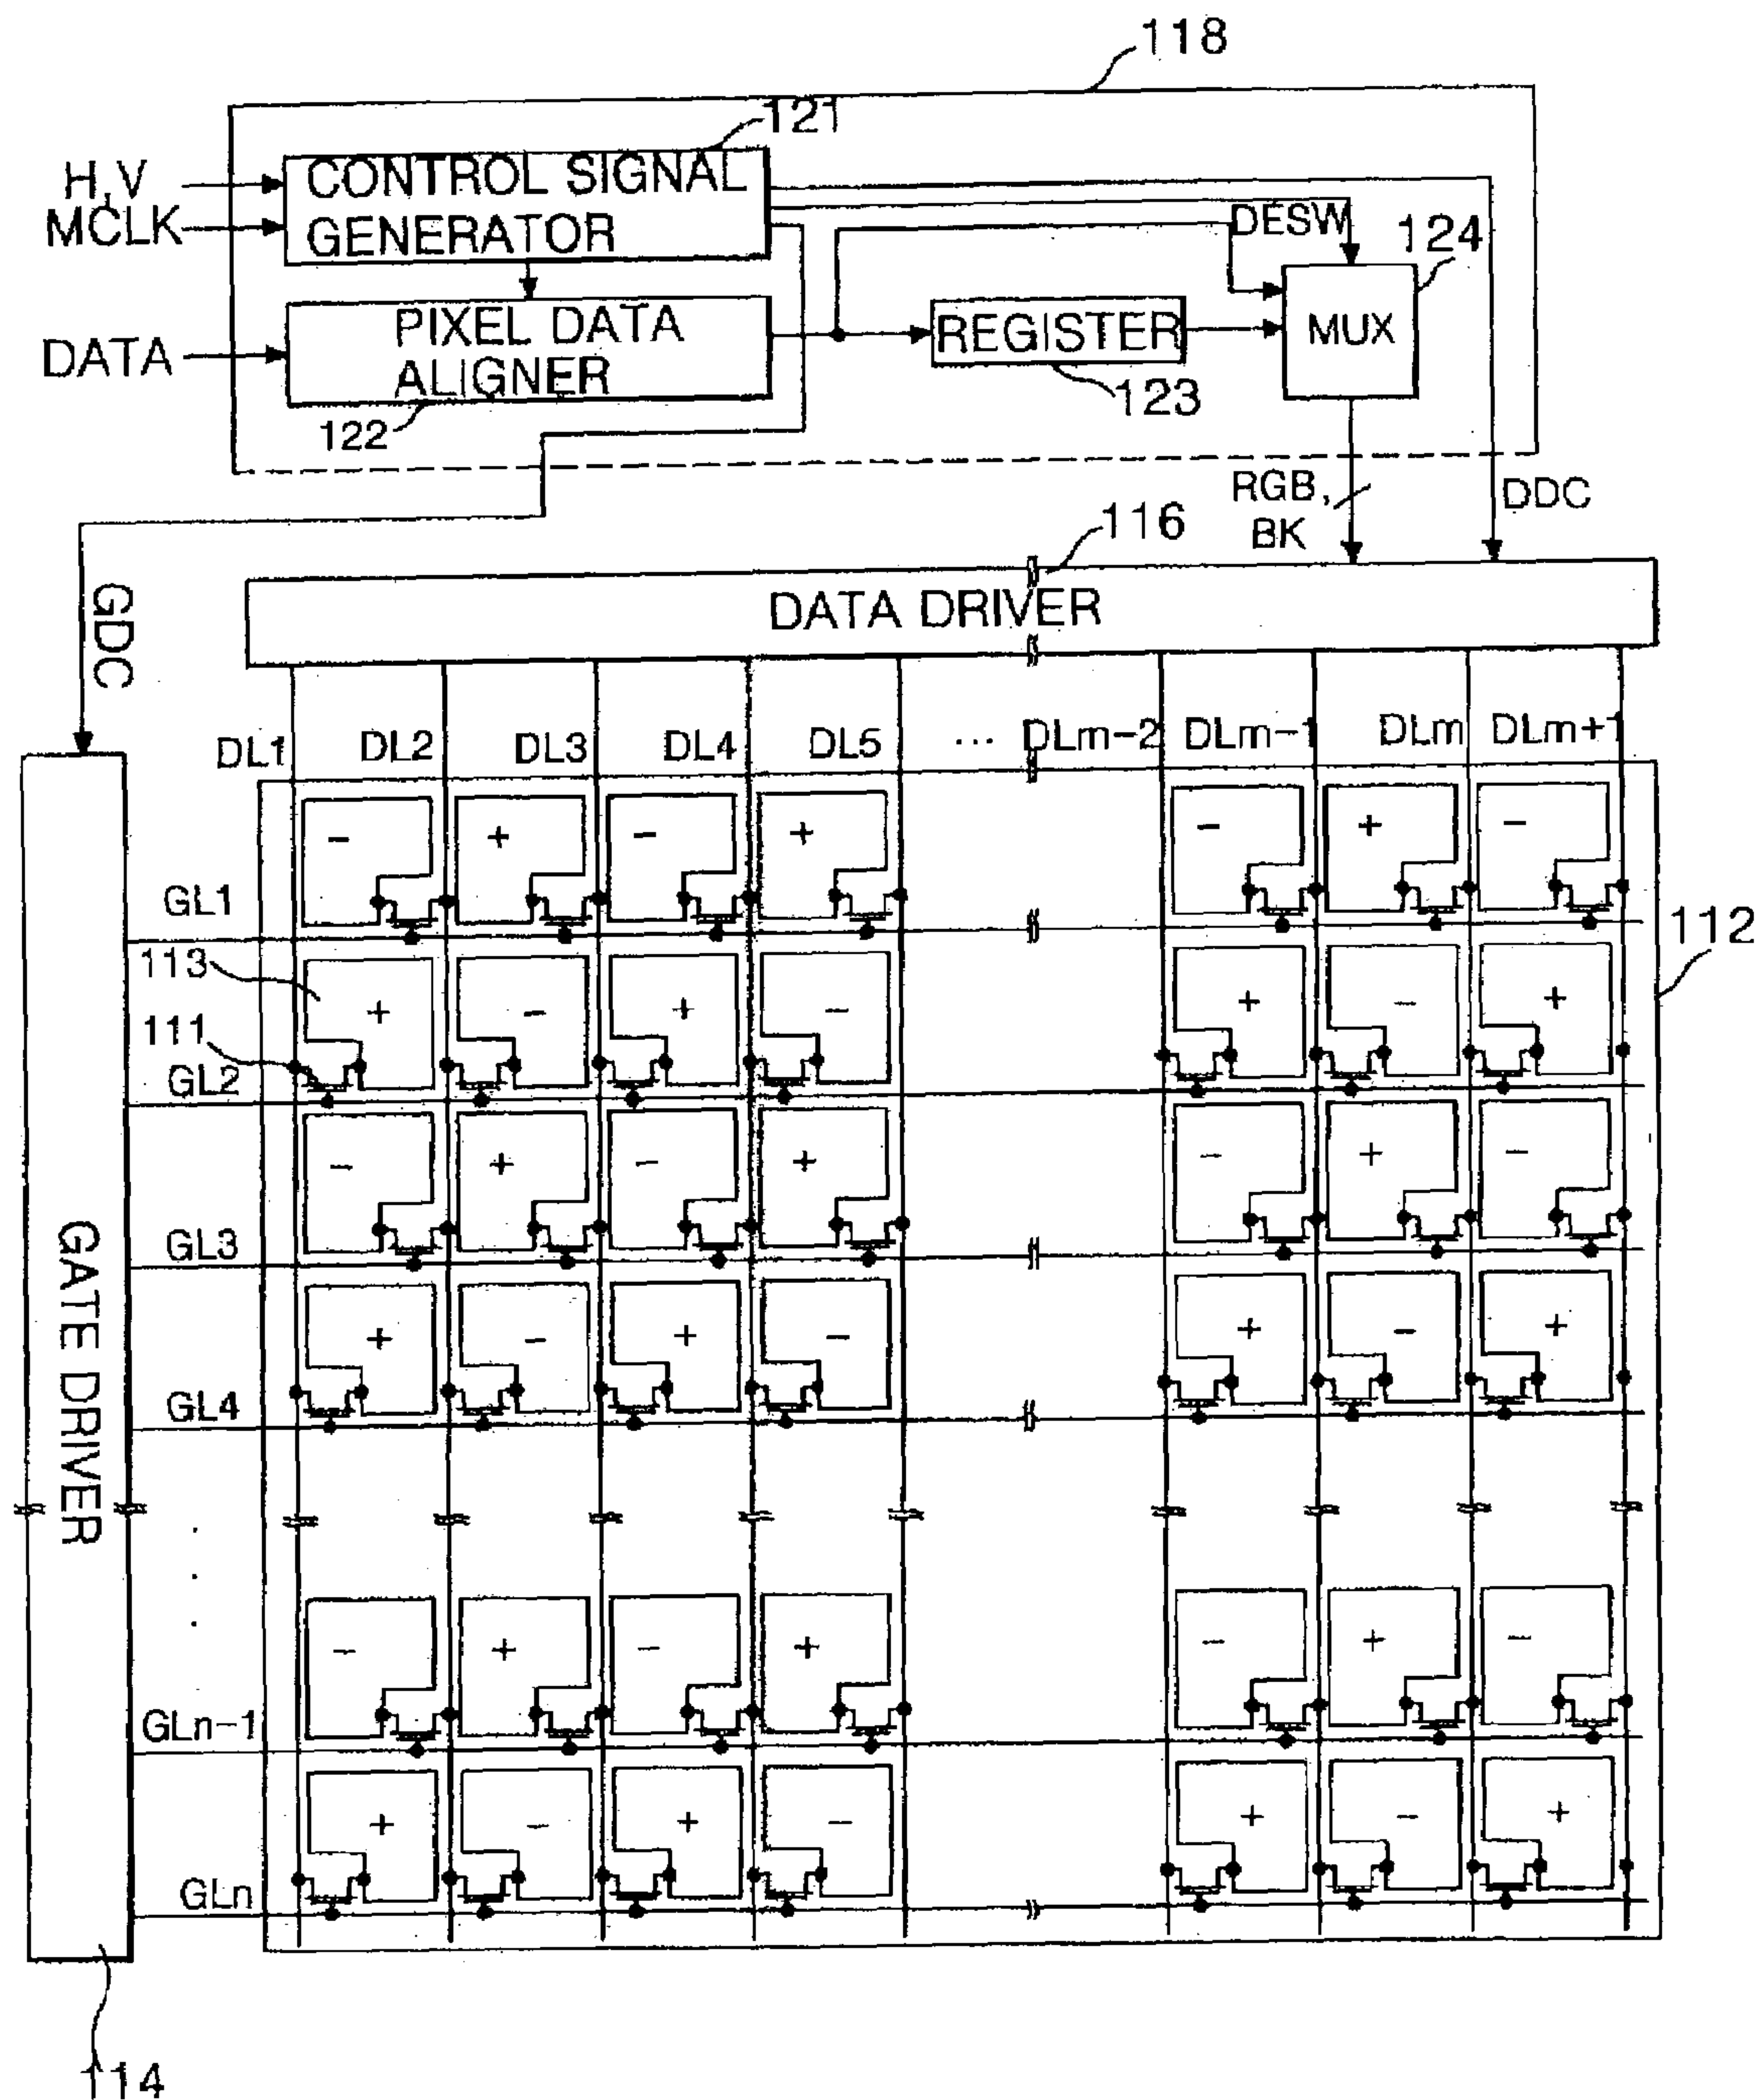 118
121
H,V
MCLK
CONTROL SIGNAL
GENERATOR
DESW
124
DATA
PIXEL DATA
ALIGNER
REGISTER
MUX
122
123
RGB,
BK
DDC
116
GDC
DATA DRIVER
DL1 DL2 DL3 DL4 DL5 ... DLm-2 DLm-1 DLm DLm+1
- + - + - + -
GL1
112
113
+ - + - + - +
111
GL2
- + - + - + -
GL3
GATE DRIVER
+ - + - + - +
GL4
- + - + - + -
GLn-1
+ - + - + - +
GLn
114